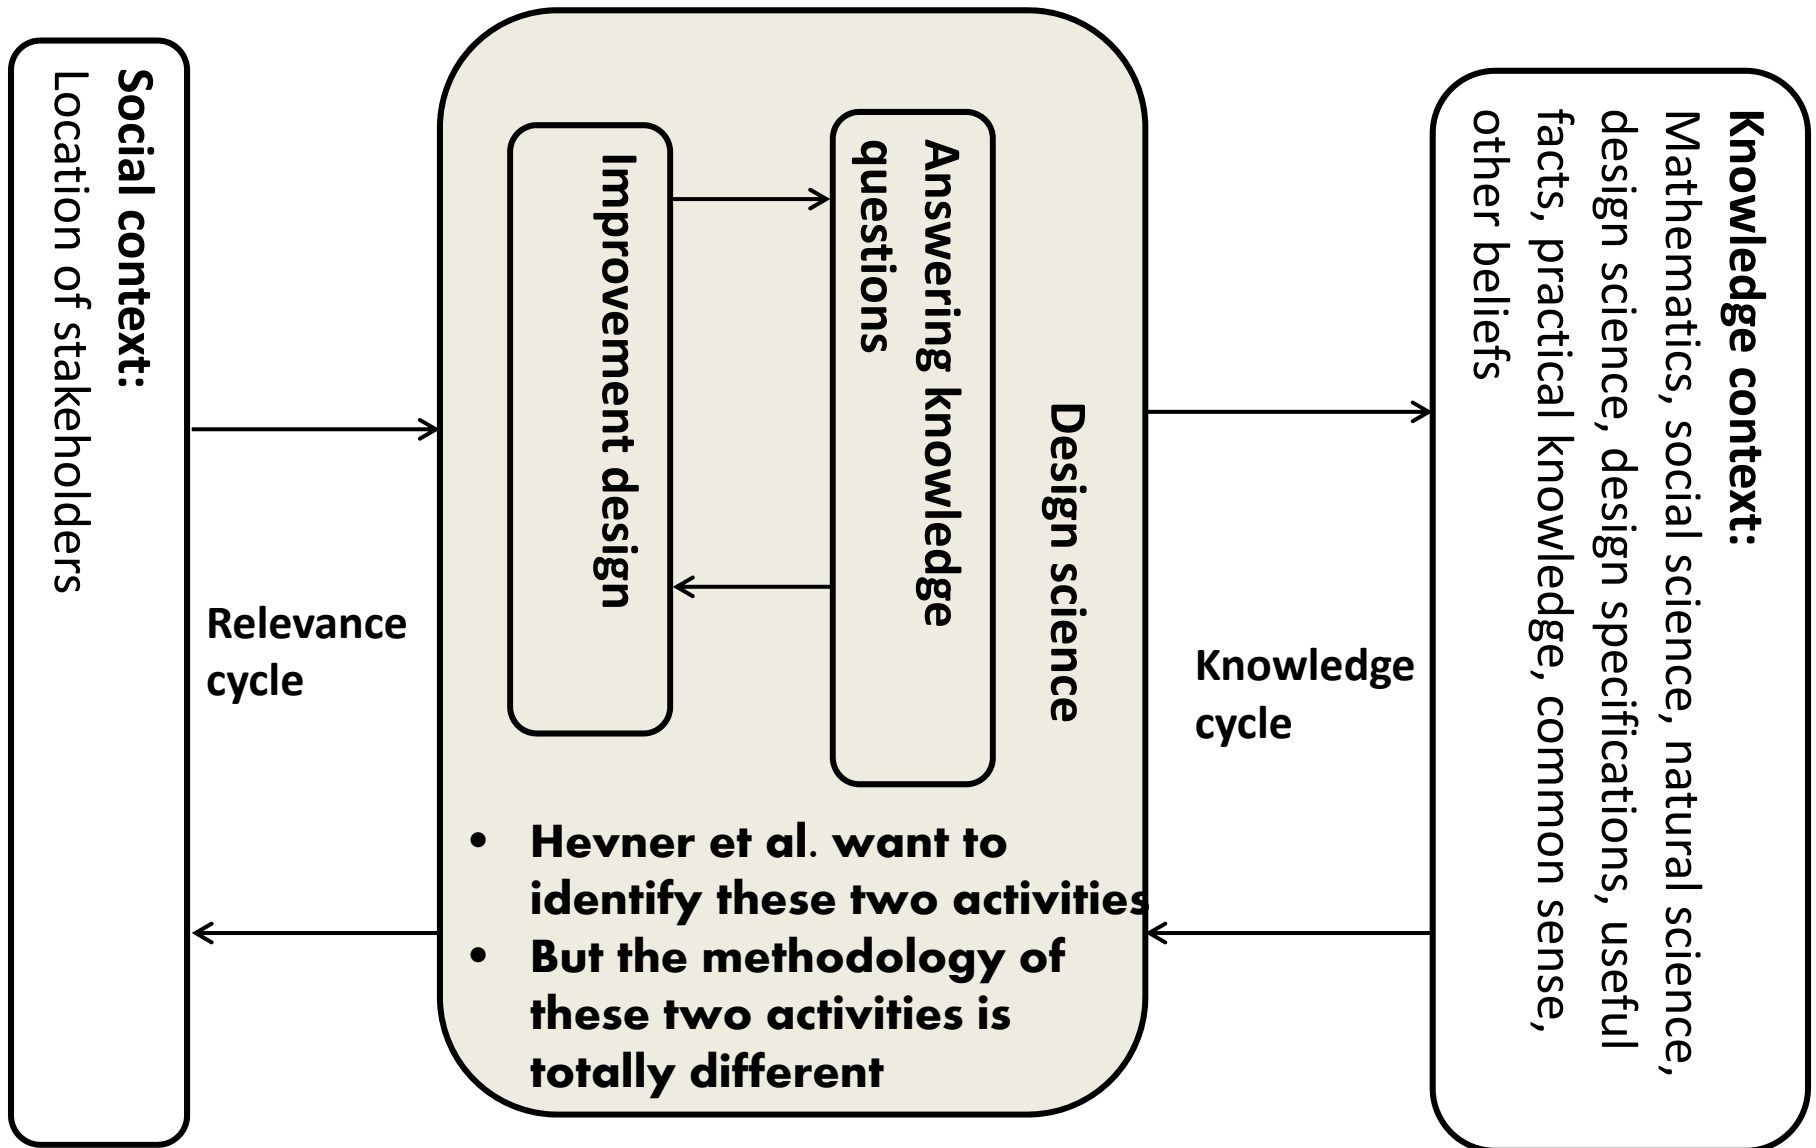 Social context:
Location of stakeholders
Relevance
cycle
Improvement design
Answering knowledge
questions
Design science
• Hevner et al. want to
identify these two activities
• But the methodology of
these two activities is
totally different
Knowledge
cycle
Knowledge context:
Mathematics, social science, natural science,
design science, design specifications, useful
facts, practical knowledge, common sense,
other beliefs